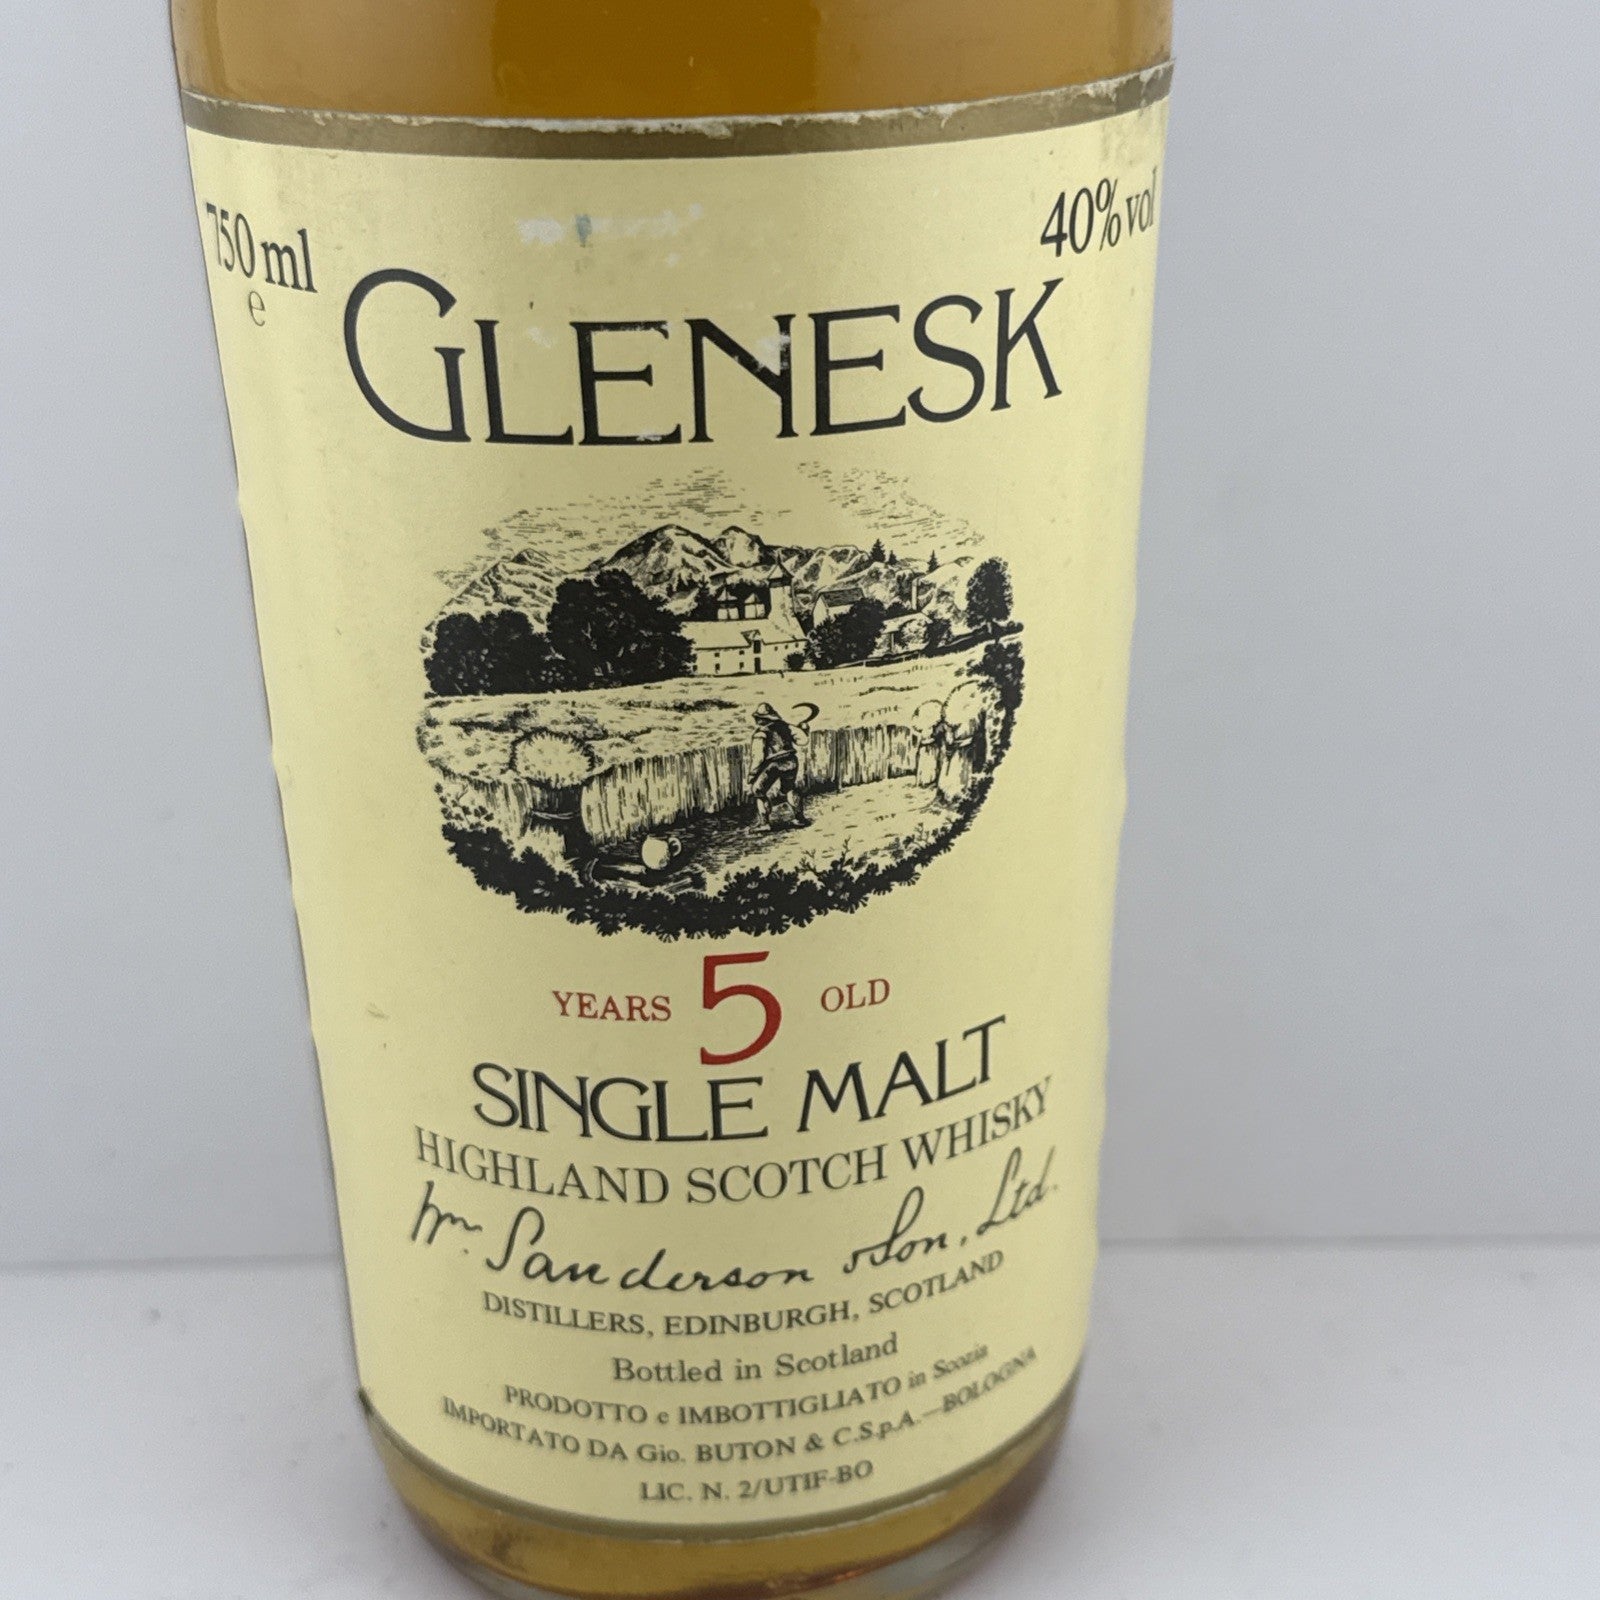 750 ml
e
40% vol
GLENESK
YEARS 5 OLD
SINGLE MALT
HIGHLAND SCOTCH WHISKY
Wm. Sanderson & Son, Ltd.
DISTILLERS, EDINBURGH, SCOTLAND
Bottled in Scotland
PRODOTTO e IMBOTTIGLIATO in Scozia
IMPORTATO DA Gio. BUTON & C.S.p.A.—BOLOGNA
LIC. N. 2/UTIF-BO